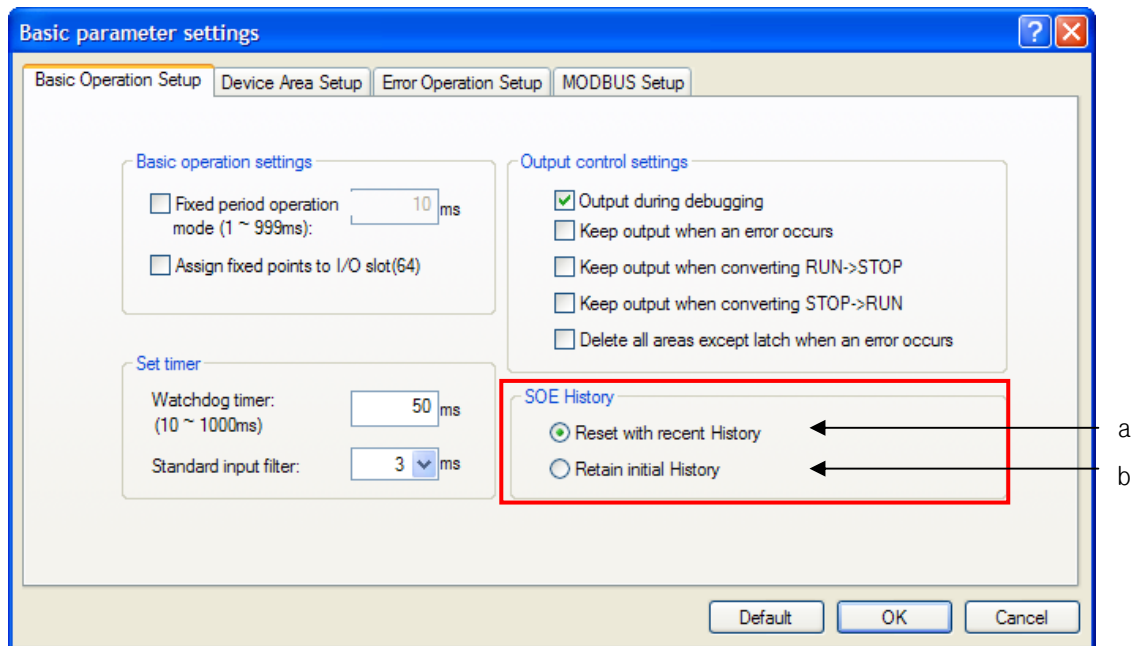 Basic parameter settings
Basic Operation Setup
Device Area Setup
Error Operation Setup
MODBUS Setup
Basic operation settings
Fixed period operation
mode (1 ~ 999ms):
10 ms
Assign fixed points to I/O slot(64)
Output control settings
Output during debugging
Keep output when an error occurs
Keep output when converting RUN->STOP
Keep output when converting STOP->RUN
Delete all areas except latch when an error occurs
Set timer
Watchdog timer:
(10 ~ 1000ms)
50 ms
Standard input filter:
3 ms
SOE History
Reset with recent History
a
Retain initial History
b
Default
OK
Cancel